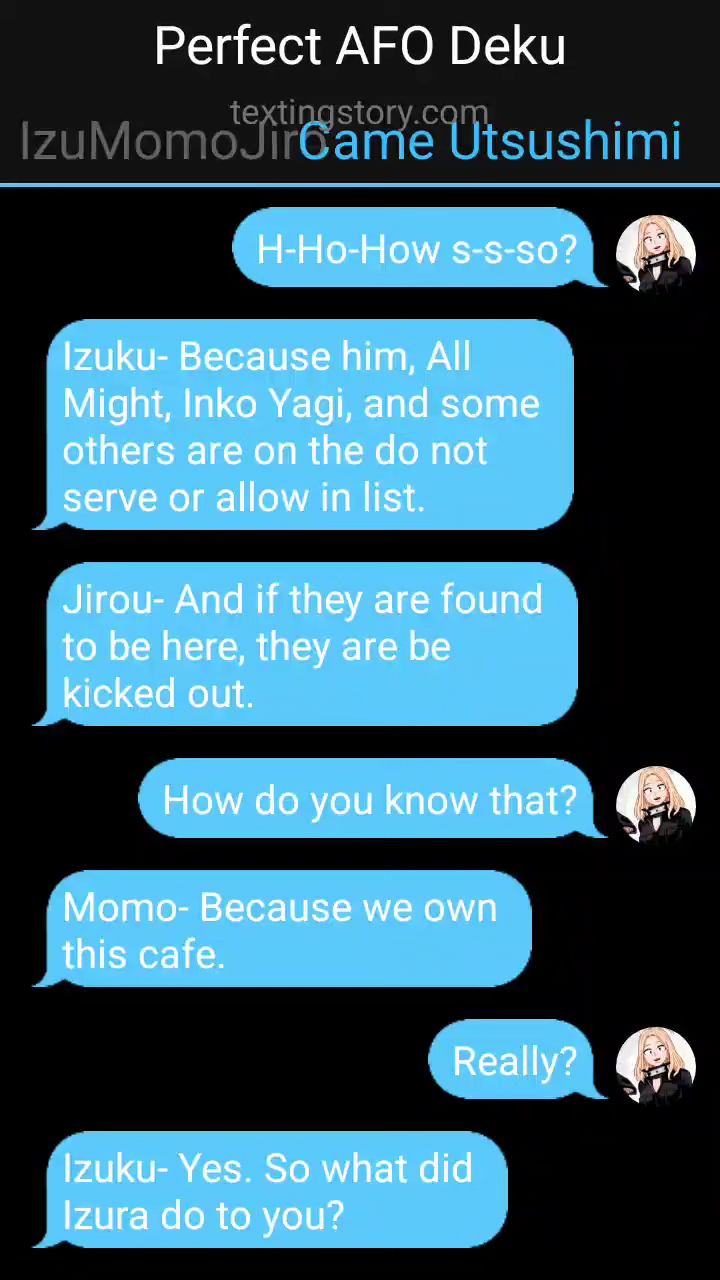 Perfect AFO Deku
textingstory.com
IzuMomoJiro
Came Utsushimi
H-Ho-How s-s-so?
Izuku- Because him, All
Might, Inko Yagi, and some
others are on the do not
serve or allow in list.
Jirou- And if they are found
to be here, they are be
kicked out.
How do you know that?
Momo- Because we own
this cafe.
Really?
Izuku- Yes. So what did
Izura do to you?